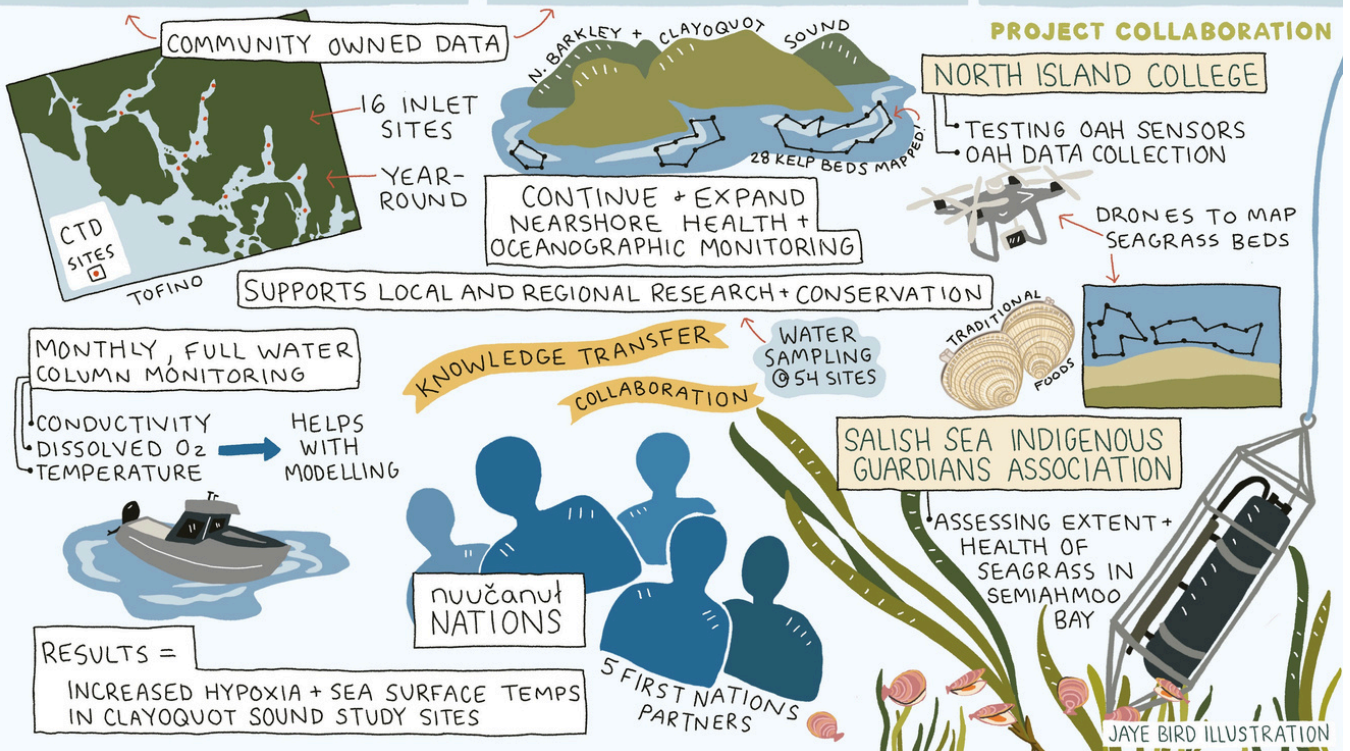 COMMUNITY OWNED DATA
16 INLET
SITES
YEAR-
ROUND
CTD
SITES
TOFINO
N. BARKLEY + CLAYOQUOT SOUND
28 KELP BEDS MAPPED!
CONTINUE + EXPAND
NEARSHORE HEALTH +
OCEANOGRAPHIC MONITORING
PROJECT COLLABORATION
NORTH ISLAND COLLEGE
TESTING OAH SENSORS
OAH DATA COLLECTION
DRONES TO MAP
SEAGRASS BEDS
SUPPORTS LOCAL AND REGIONAL RESEARCH + CONSERVATION
WATER
SAMPLING
@ 54 SITES
KNOWLEDGE TRANSFER
COLLABORATION
TRADITIONAL
FOODS
MONTHLY, FULL WATER
COLUMN MONITORING
CONDUCTIVITY
DISSOLVED O2
TEMPERATURE
HELPS
WITH
MODELLING
nuučanuł
NATIONS
5 FIRST NATIONS
PARTNERS
RESULTS =
INCREASED HYPOXIA + SEA SURFACE TEMPS
IN CLAYOQUOT SOUND STUDY SITES
SALISH SEA INDIGENOUS
GUARDIANS ASSOCIATION
ASSESSING EXTENT +
HEALTH OF
SEAGRASS IN
SEMIAHMOO
BAY
JAYE BIRD ILLUSTRATION